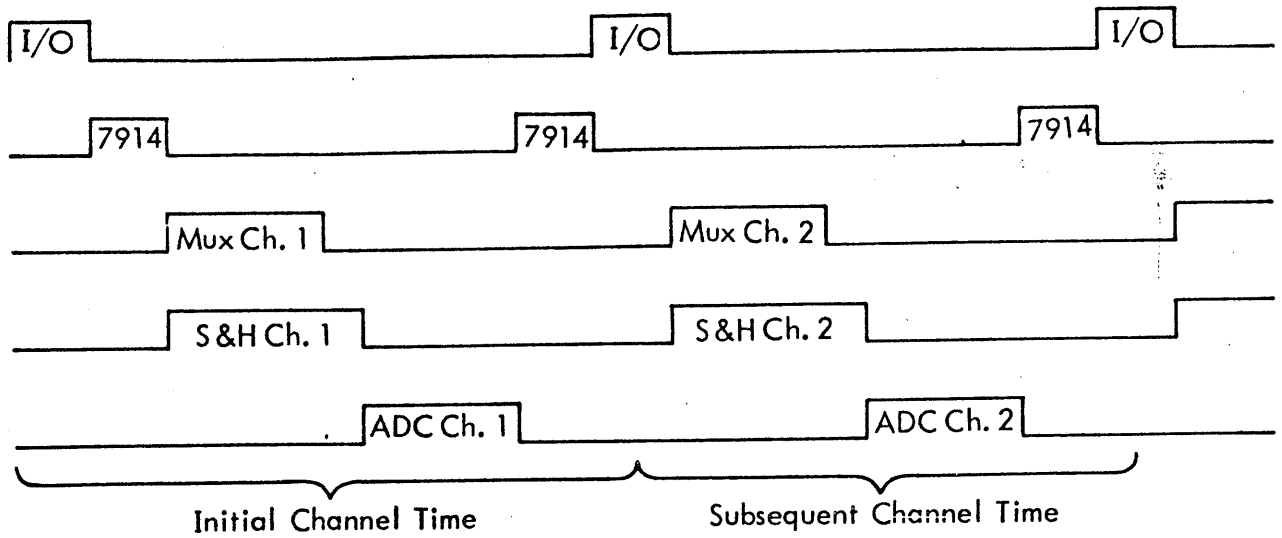 I/O I/O I/O
7914 7914 7914
Mux Ch. 1 Mux Ch. 2
S&H Ch. 1 S&H Ch. 2
ADC Ch. 1 ADC Ch. 2
Initial Channel Time Subsequent Channel Time